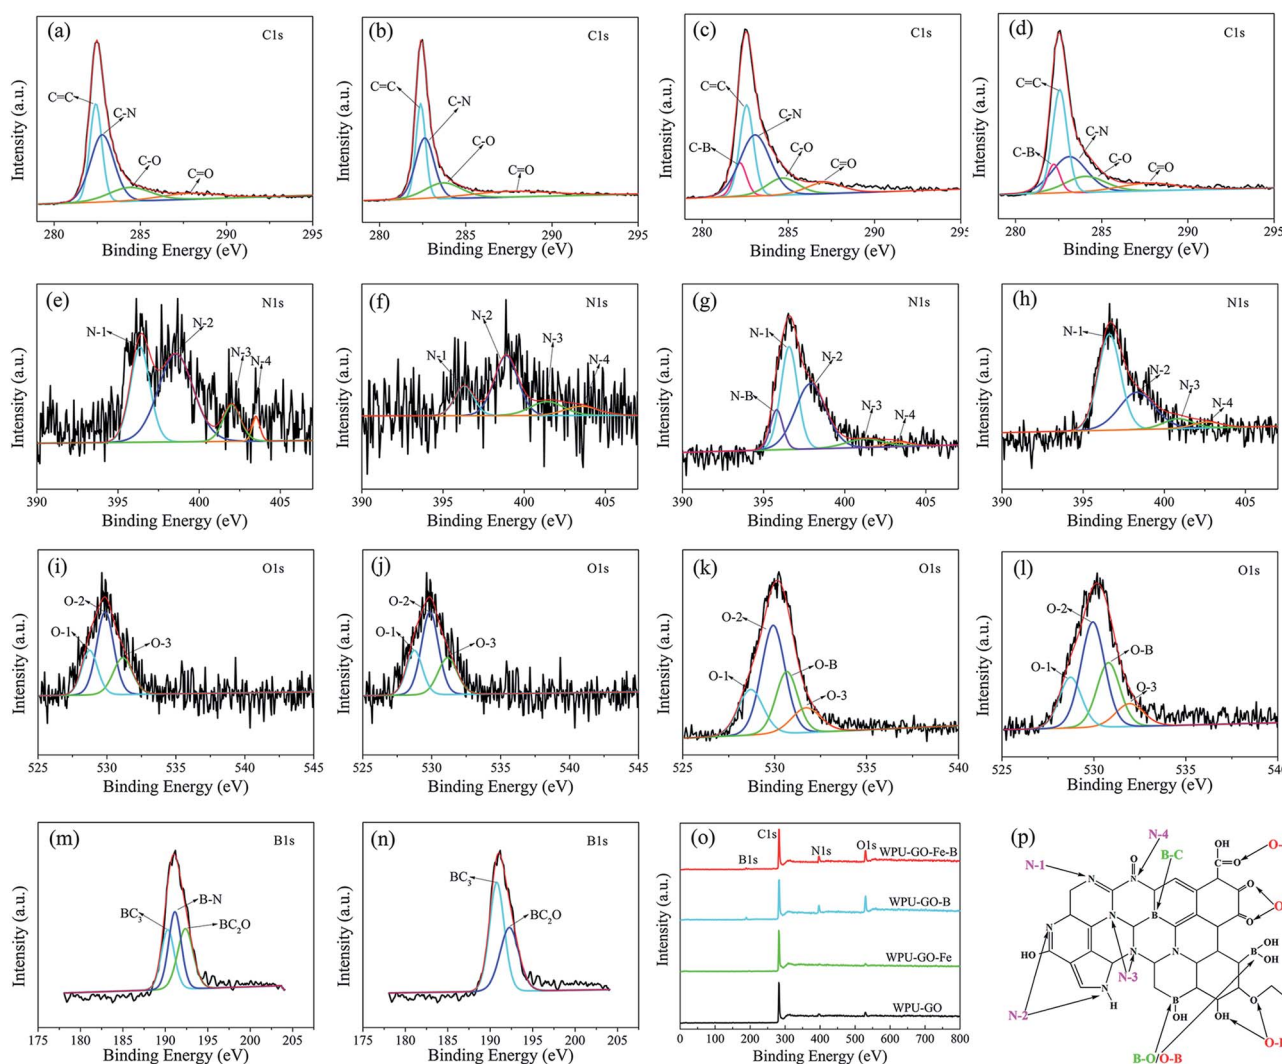 (a)
C1s
C=C
C-N
C-O
C=O
Intensity (a.u.)
280 285 290 295
Binding Energy (eV)
(b)
C1s
C=C
C-N
C-O
C=O
Intensity (a.u.)
280 285 290 295
Binding Energy (eV)
(c)
C1s
C=C
C-N
C-B
C-O
C=O
Intensity (a.u.)
280 285 290 295
Binding Energy (eV)
(d)
C1s
C=C
C-N
C-B
C-O
C=O
Intensity (a.u.)
280 285 290 295
Binding Energy (eV)
(e)
N1s
N-1
N-2
N-3
N-4
Intensity (a.u.)
390 395 400 405
Binding Energy (eV)
(f)
N1s
N-1
N-2
N-3
N-4
Intensity (a.u.)
390 395 400 405
Binding Energy (eV)
(g)
N1s
N-1
N-2
N-B
N-3
N-4
Intensity (a.u.)
390 395 400 405
Binding Energy (eV)
(h)
N1s
N-1
N-2
N-3
N-4
Intensity (a.u.)
390 395 400 405
Binding Energy (eV)
(i)
O1s
O-2
O-1
O-3
Intensity (a.u.)
525 530 535 540 545
Binding Energy (eV)
(j)
O1s
O-2
O-1
O-3
Intensity (a.u.)
525 530 535 540 545
Binding Energy (eV)
(k)
O1s
O-2
O-B
O-1
O-3
Intensity (a.u.)
525 530 535 540
Binding Energy (eV)
(l)
O1s
O-2
O-B
O-1
O-3
Intensity (a.u.)
525 530 535 540
Binding Energy (eV)
(m)
B1s
B-N
BC3
BC2O
Intensity (a.u.)
180 185 190 195 200 205
Binding Energy (eV)
(n)
B1s
BC3
BC2O
Intensity (a.u.)
180 185 190 195 200 205
Binding Energy (eV)
(o)
C1s
B1s
N1s
O1s
WPU-GO-Fe-B
WPU-GO-B
WPU-GO-Fe
WPU-GO
Intensity (a.u.)
0 100 200 300 400 500 600 700 800
Binding Energy (eV)
(p)
N-4
B-C
OH
N-1
O
C=O
N
N
O
N
N
B
O
HO
N
N
B
OH
OH
N-3
N-2
N
H
B
OH
O
OH
B-O/O-B